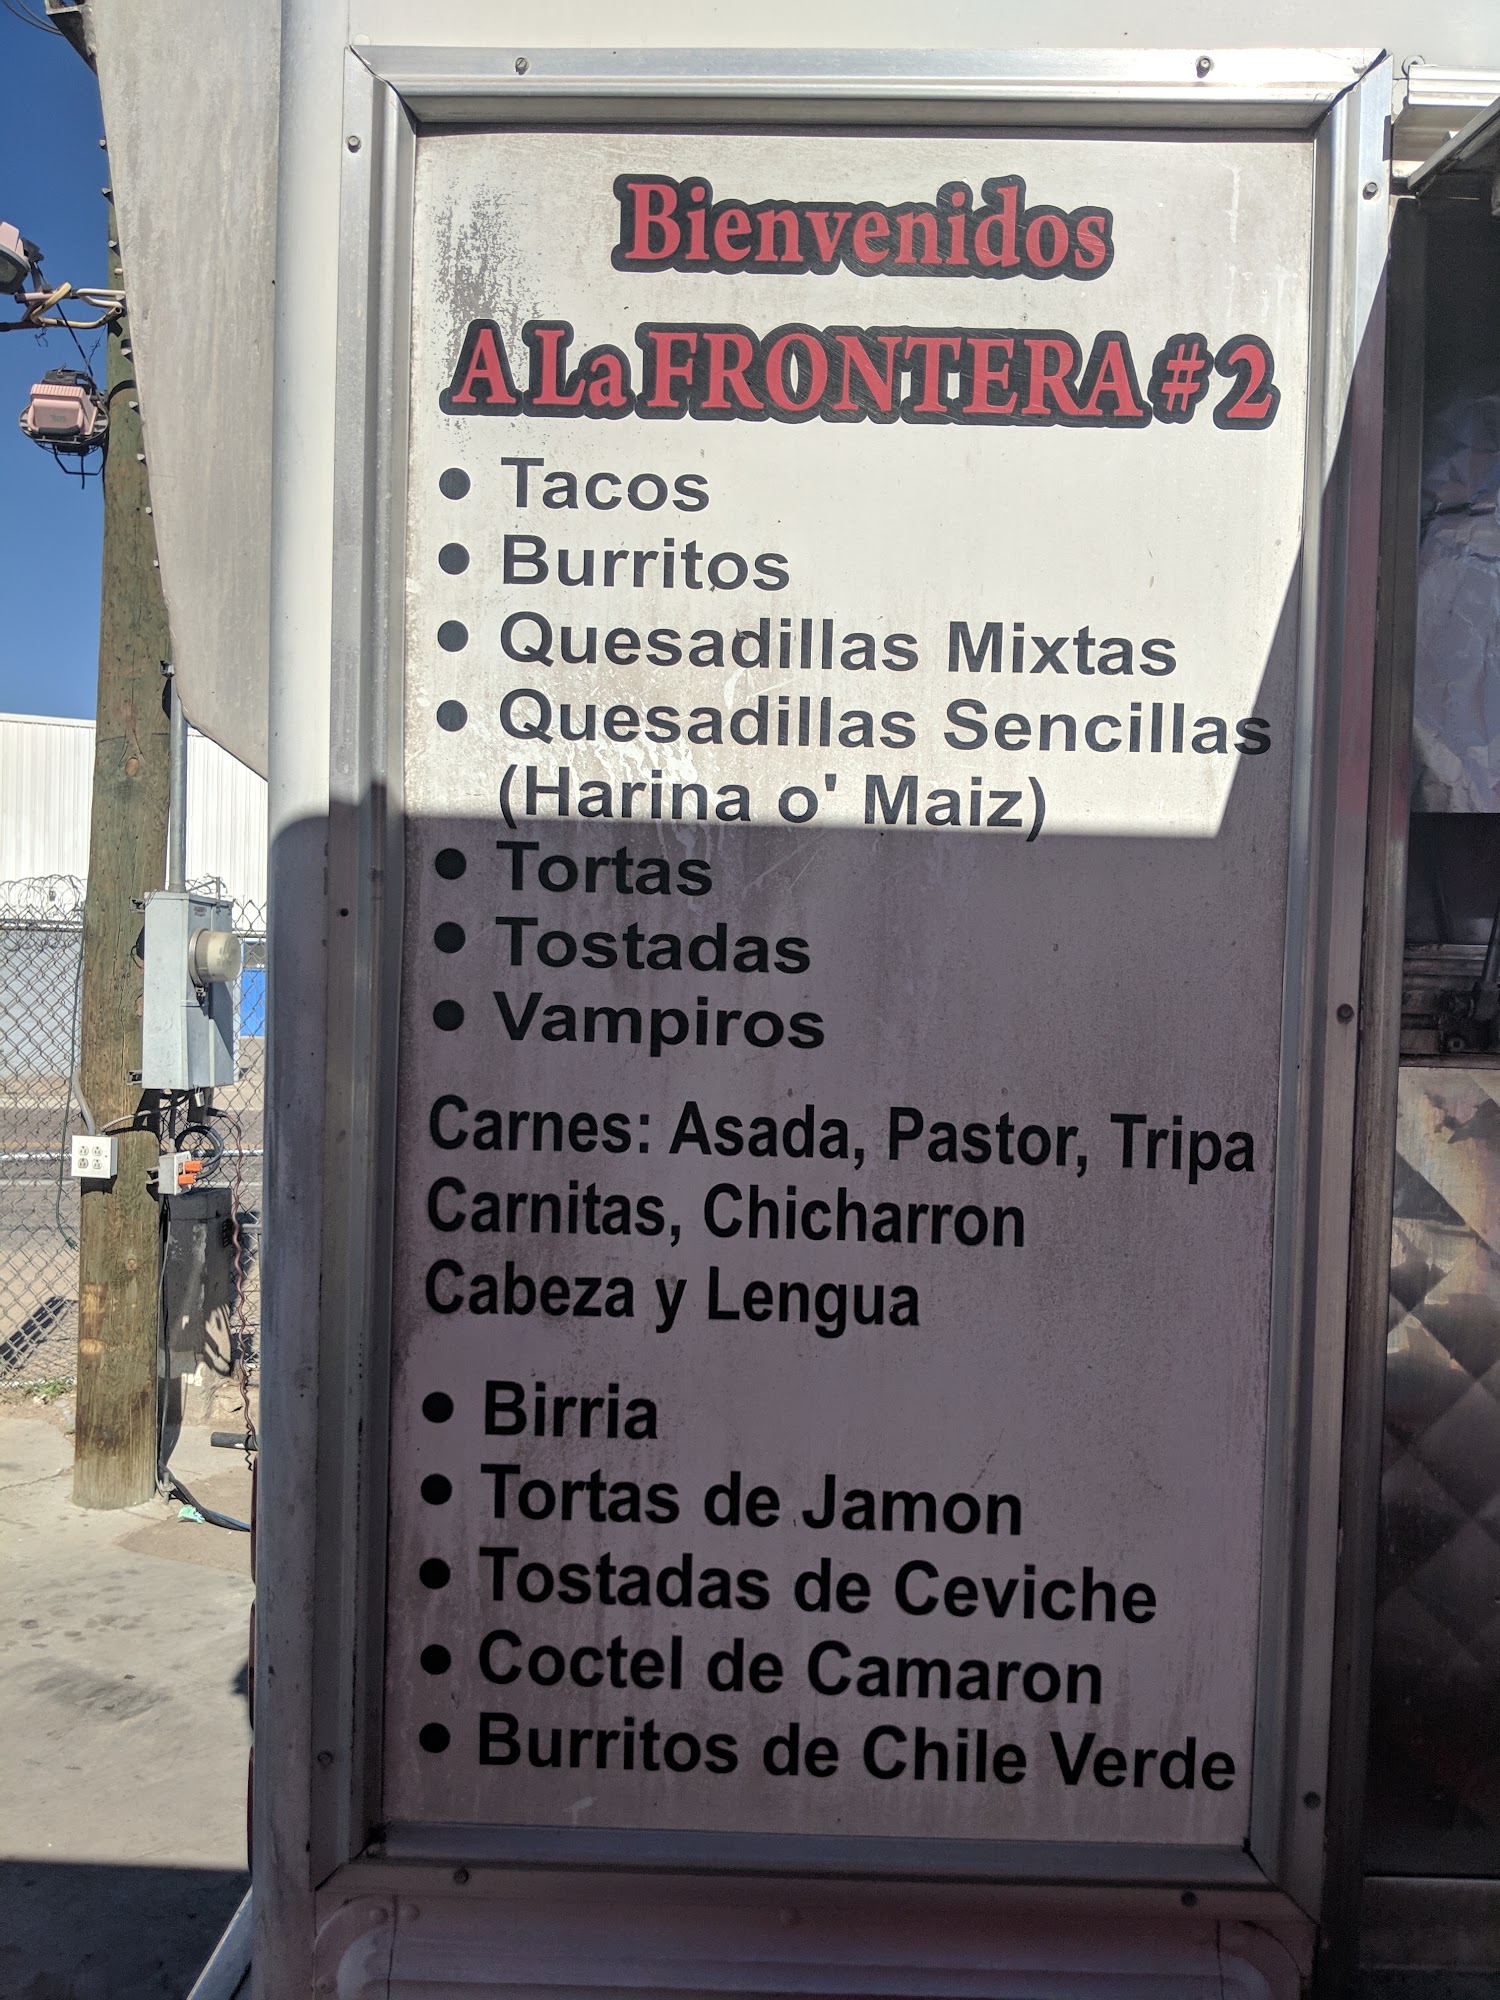 Bienvenidos
A La FRONTERA # 2
• Tacos
• Burritos
• Quesadillas Mixtas
• Quesadillas Sencillas
(Harina o' Maiz)
• Tortas
• Tostadas
• Vampiros
Carnes: Asada, Pastor, Tripa
Carnitas, Chicharron
Cabeza y Lengua
• Birria
• Tortas de Jamon
• Tostadas de Ceviche
• Coctel de Camaron
• Burritos de Chile Verde